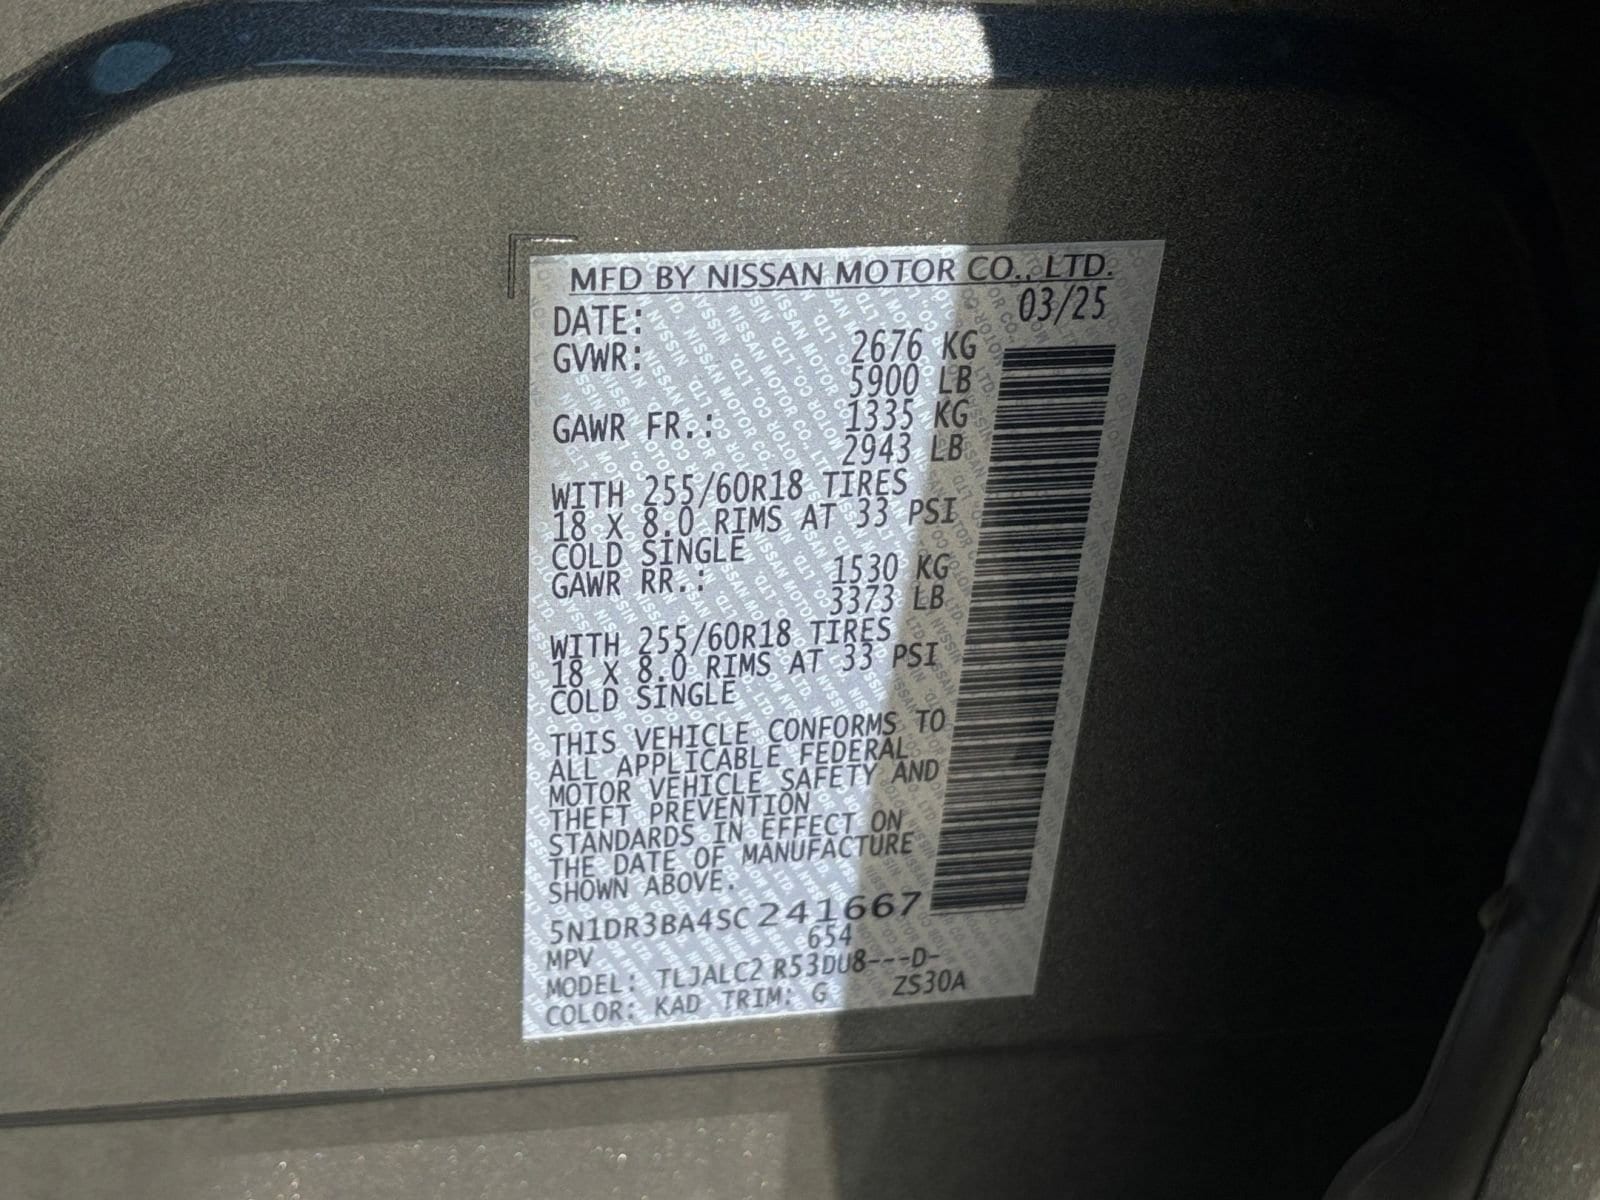 MFD BY NISSAN MOTOR CO., LTD.
DATE: 03/25
GVWR: 2676 KG
5900 LB
GAWR FR.: 1335 KG
2943 LB
WITH 255/60R18 TIRES
18 X 8.0 RIMS AT 33 PSI
COLD SINGLE
GAWR RR.: 1530 KG
3373 LB
WITH 255/60R18 TIRES
18 X 8.0 RIMS AT 33 PSI
COLD SINGLE
THIS VEHICLE CONFORMS TO
ALL APPLICABLE FEDERAL
MOTOR VEHICLE SAFETY AND
THEFT PREVENTION
STANDARDS IN EFFECT ON
THE DATE OF MANUFACTURE
SHOWN ABOVE.
5N1DR3BA4SC241667
654
MPV
MODEL: TLJALC2 R53DU8---D-
COLOR: KAD TRIM: G ZS30A